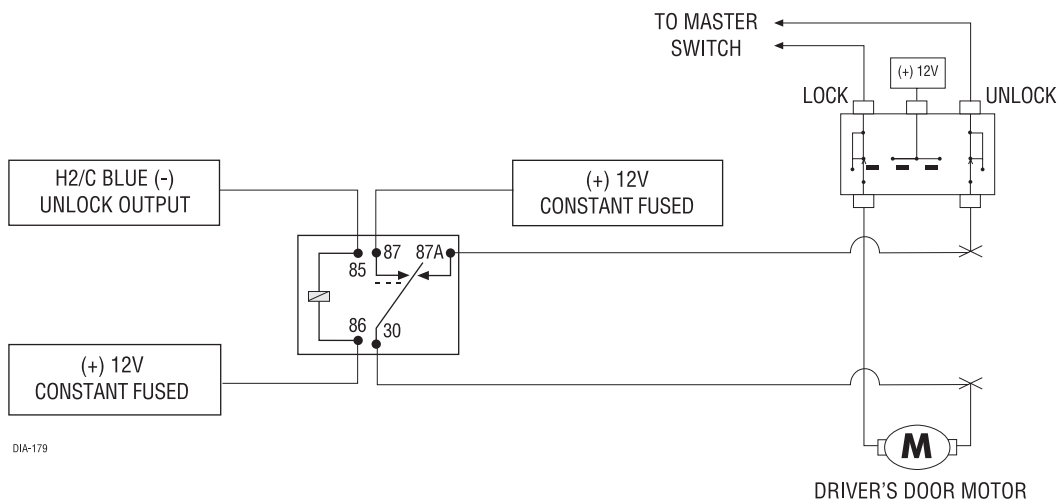 TO MASTER
SWITCH
(+) 12V
LOCK
UNLOCK
H2/C BLUE (-)
UNLOCK OUTPUT
(+) 12V
CONSTANT FUSED
85
87
87A
86
30
(+) 12V
CONSTANT FUSED
M
DIA-179
DRIVER'S DOOR MOTOR